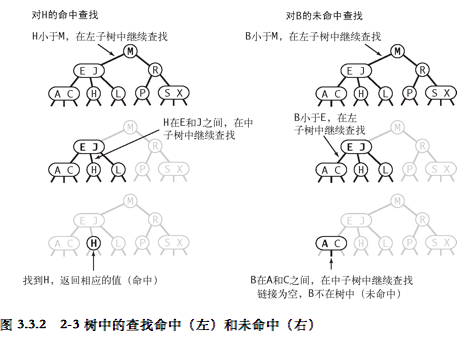 对H的命中查找
H小于M，在左子树中继续查找
M
E J
R
A C H L P S X
H在E和J之间，在中
子树中继续查找
M
E J
R
A C H L P S X
M
E J
R
A C H L P S X
找到H，返回相应的值（命中）
对B的未命中查找
B小于M，在左子树中继续查找
M
E J
R
A C H L P S X
B小于E，在左
子树中继续查找
M
E J
R
A C H L P S X
M
E J
R
A C H L P S X
B在A和C之间，在中子树中继续查找
链接为空，B不在树中（未命中）
图 3.3.2 2-3 树中的查找命中（左）和未命中（右）